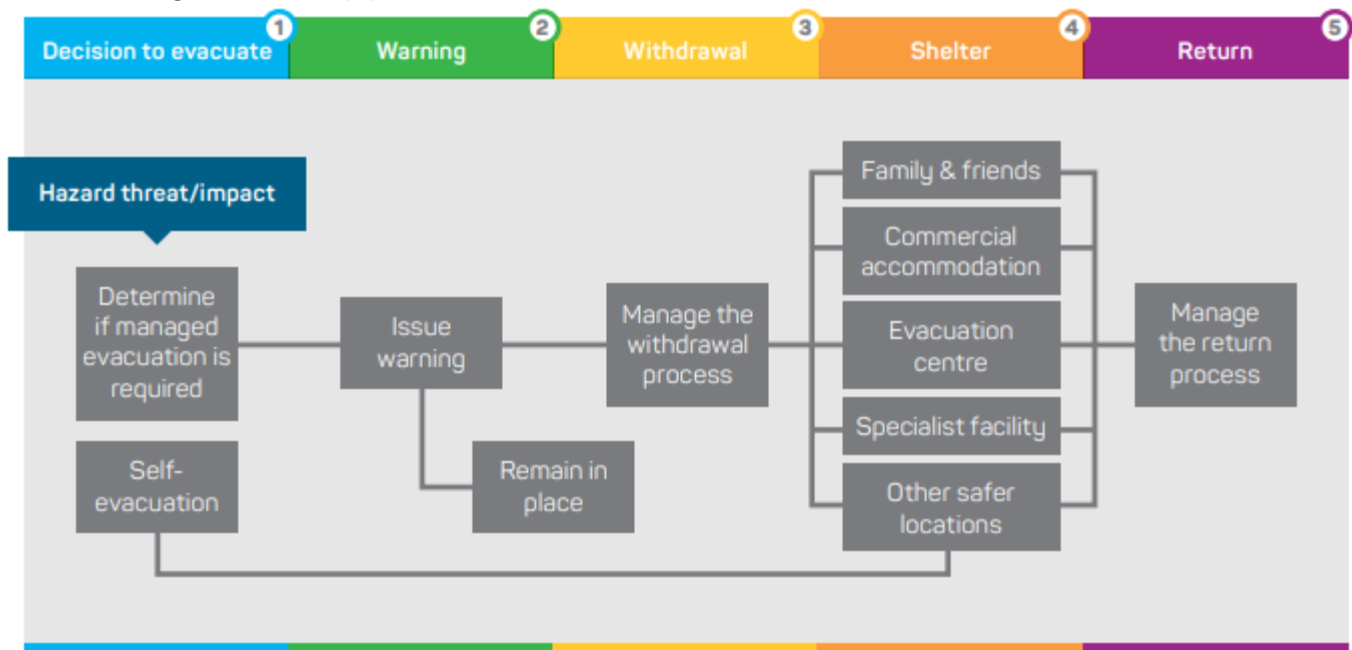 1
2
3
4
5
Decision to evacuate
Warning
Withdrawal
Shelter
Return
Hazard threat/impact
Determine
if managed
evacuation is
required
Self-
evacuation
Issue
warning
Remain in
place
Manage the
withdrawal
process
Family & friends
Commercial
accommodation
Evacuation
centre
Specialist facility
Other safer
locations
Manage
the return
process